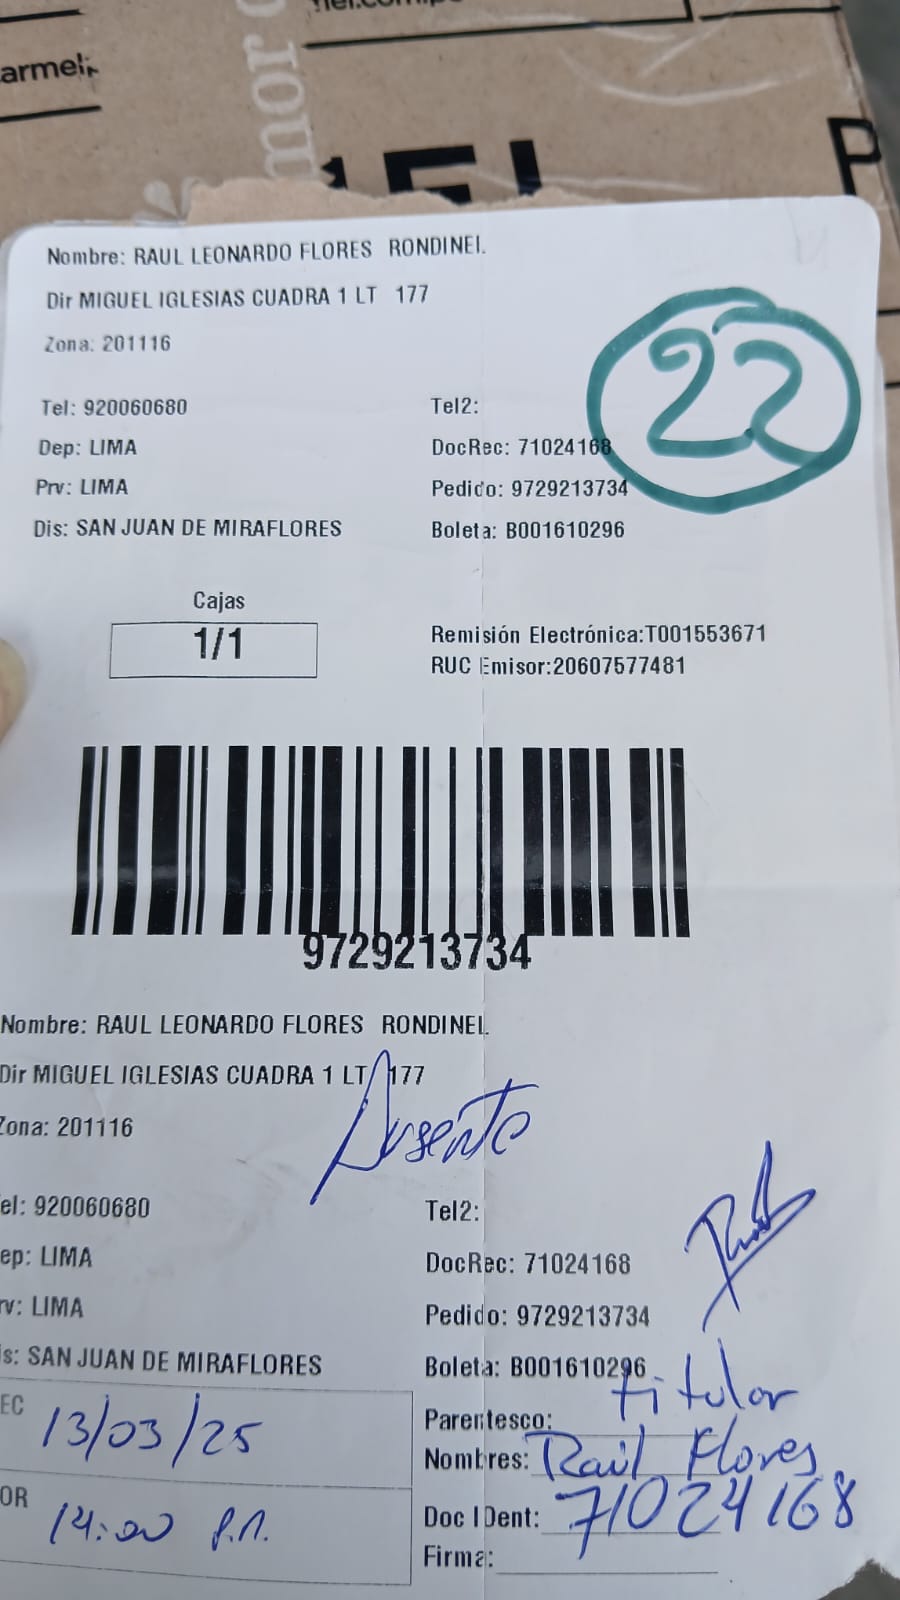 armel
mor
Nombre: RAUL LEONARDO FLORES RONDINEL
Dir MIGUEL IGLESIAS CUADRA 1 LT 177
Zona: 201116
22
Tel: 920060680
Tel2:
Dep: LIMA
DocRec: 71024168
Prv: LIMA
Pedido: 9729213734
Dis: SAN JUAN DE MIRAFLORES
Boleta: B001610296
Cajas
1/1
Remisión Electrónica:T001553671
RUC Emisor:20607577481
9729213734
Nombre: RAUL LEONARDO FLORES RONDINEL
Dir MIGUEL IGLESIAS CUADRA 1 LT 177
Zona: 201116
Ausente
el: 920060680
Tel2:
ep: LIMA
DocRec: 71024168
rv: LIMA
Pedido: 9729213734
is: SAN JUAN DE MIRAFLORES
Boleta: B001610296
EC 13/03/25
Parentesco: titular
Nombres: Raúl Flores
OR 14:00 P.M.
Doc IDent: 71024168
Firma: